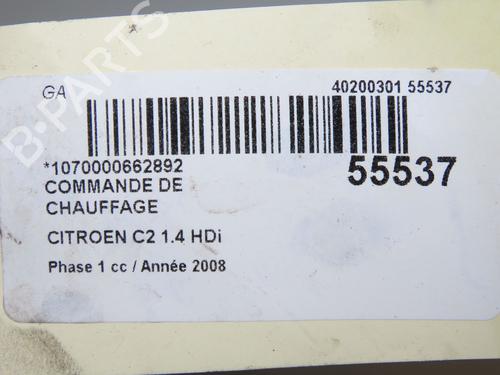 GA
40200301 55537
*1070000662892
55537
COMMANDE DE
CHAUFFAGE
CITROEN C2 1.4 HDi
Phase 1 cc / Année 2008
B-PARTS